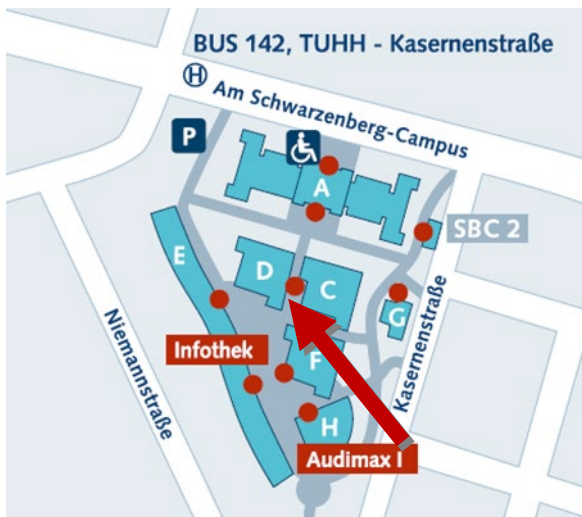 BUS 142, TUHH - Kasernenstraße
H
Am Schwarzenberg-Campus
P
A
SBC 2
E
D
C
G
Infothek
F
Niemannstraße
Kasernenstraße
H
Audimax I